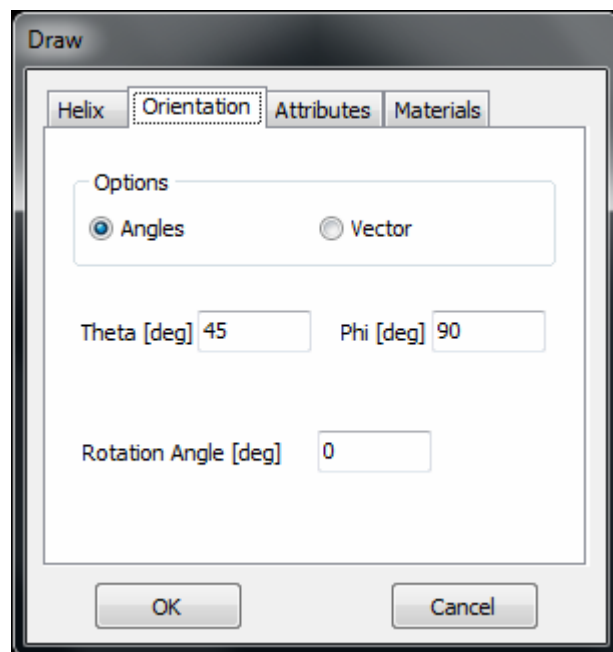 Draw
Helix Orientation Attributes Materials
Options
Angles Vector
Theta [deg] 45 Phi [deg] 90
Rotation Angle [deg] 0
OK Cancel